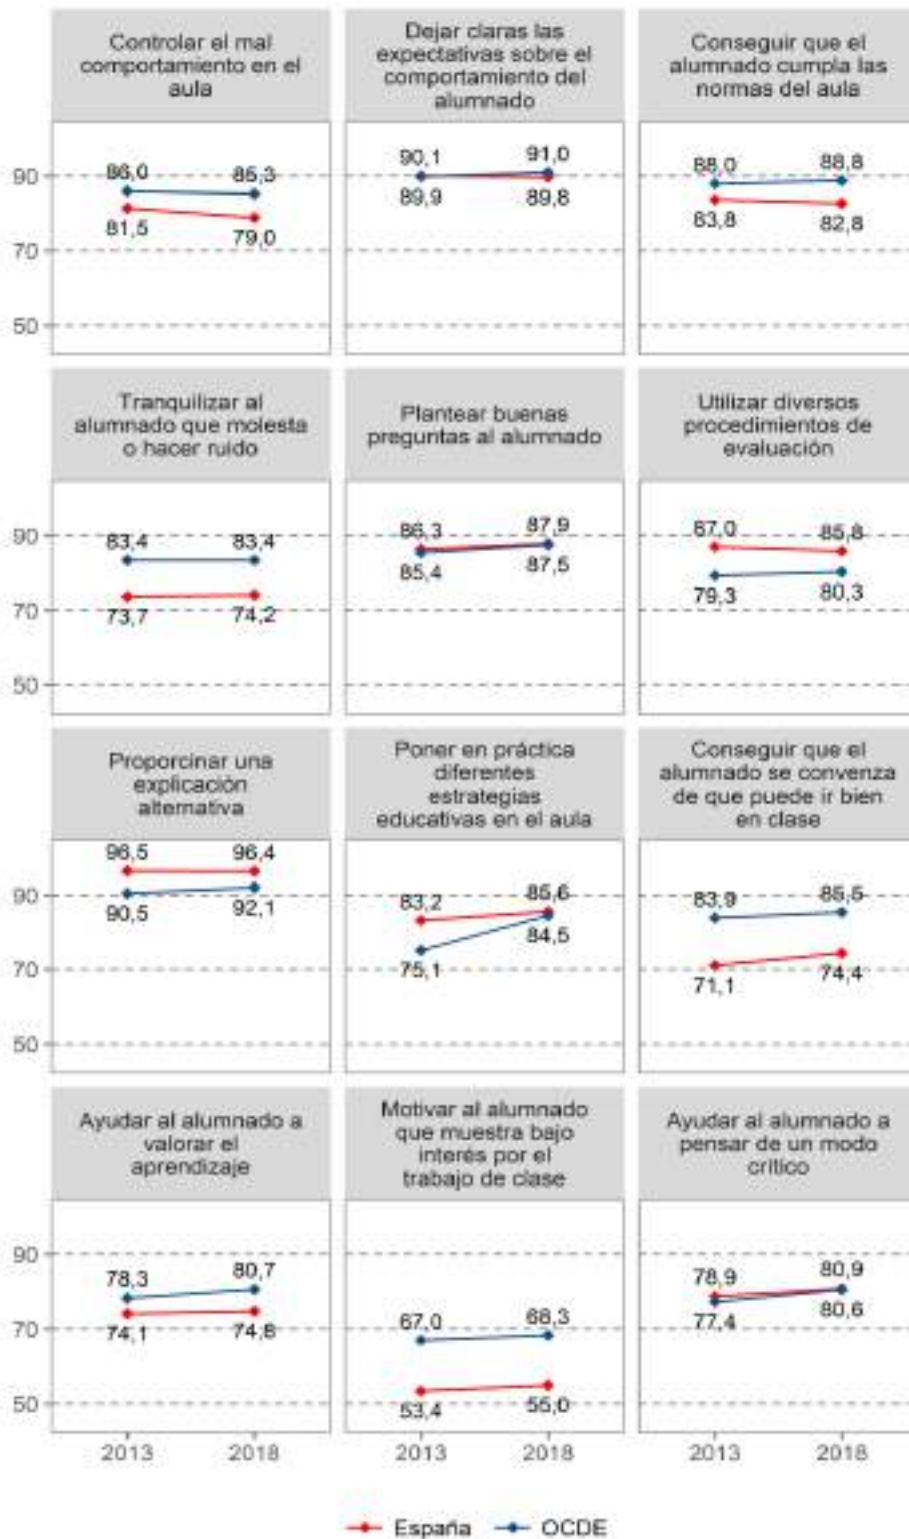 Controlar el mal
comportamiento en el
aula
Dejar claras las
expectativas sobre el
comportamiento del
alumnado
Conseguir que el
alumnado cumpla las
normas del aula
90
70
50
86,0
85,3
81,5
79,0
90,1
91,0
89,9
89,8
88,0
88,8
83,8
82,8
Tranquilizar al
alumnado que molesta
o hacer ruido
Plantear buenas
preguntas al alumnado
Utilizar diversos
procedimientos de
evaluación
90
70
50
83,4
83,4
73,7
74,2
86,3
87,9
85,4
87,5
87,0
85,8
79,3
80,3
Proporcinar una
explicación
alternativa
Poner en práctica
diferentes
estrategias
educativas en el aula
Conseguir que el
alumnado se convenza
de que puede ir bien
en clase
90
70
50
96,5
96,4
90,5
92,1
83,2
85,6
75,1
84,5
83,9
85,5
71,1
74,4
Ayudar al alumnado a
valorar el
aprendizaje
Motivar al alumnado
que muestra bajo
interés por el
trabajo de clase
Ayudar al alumnado a
pensar de un modo
crítico
90
70
50
78,3
80,7
74,1
74,8
67,0
68,3
53,4
55,0
78,9
80,9
77,4
80,6
2013 2018
2013 2018
2013 2018
España OCDE